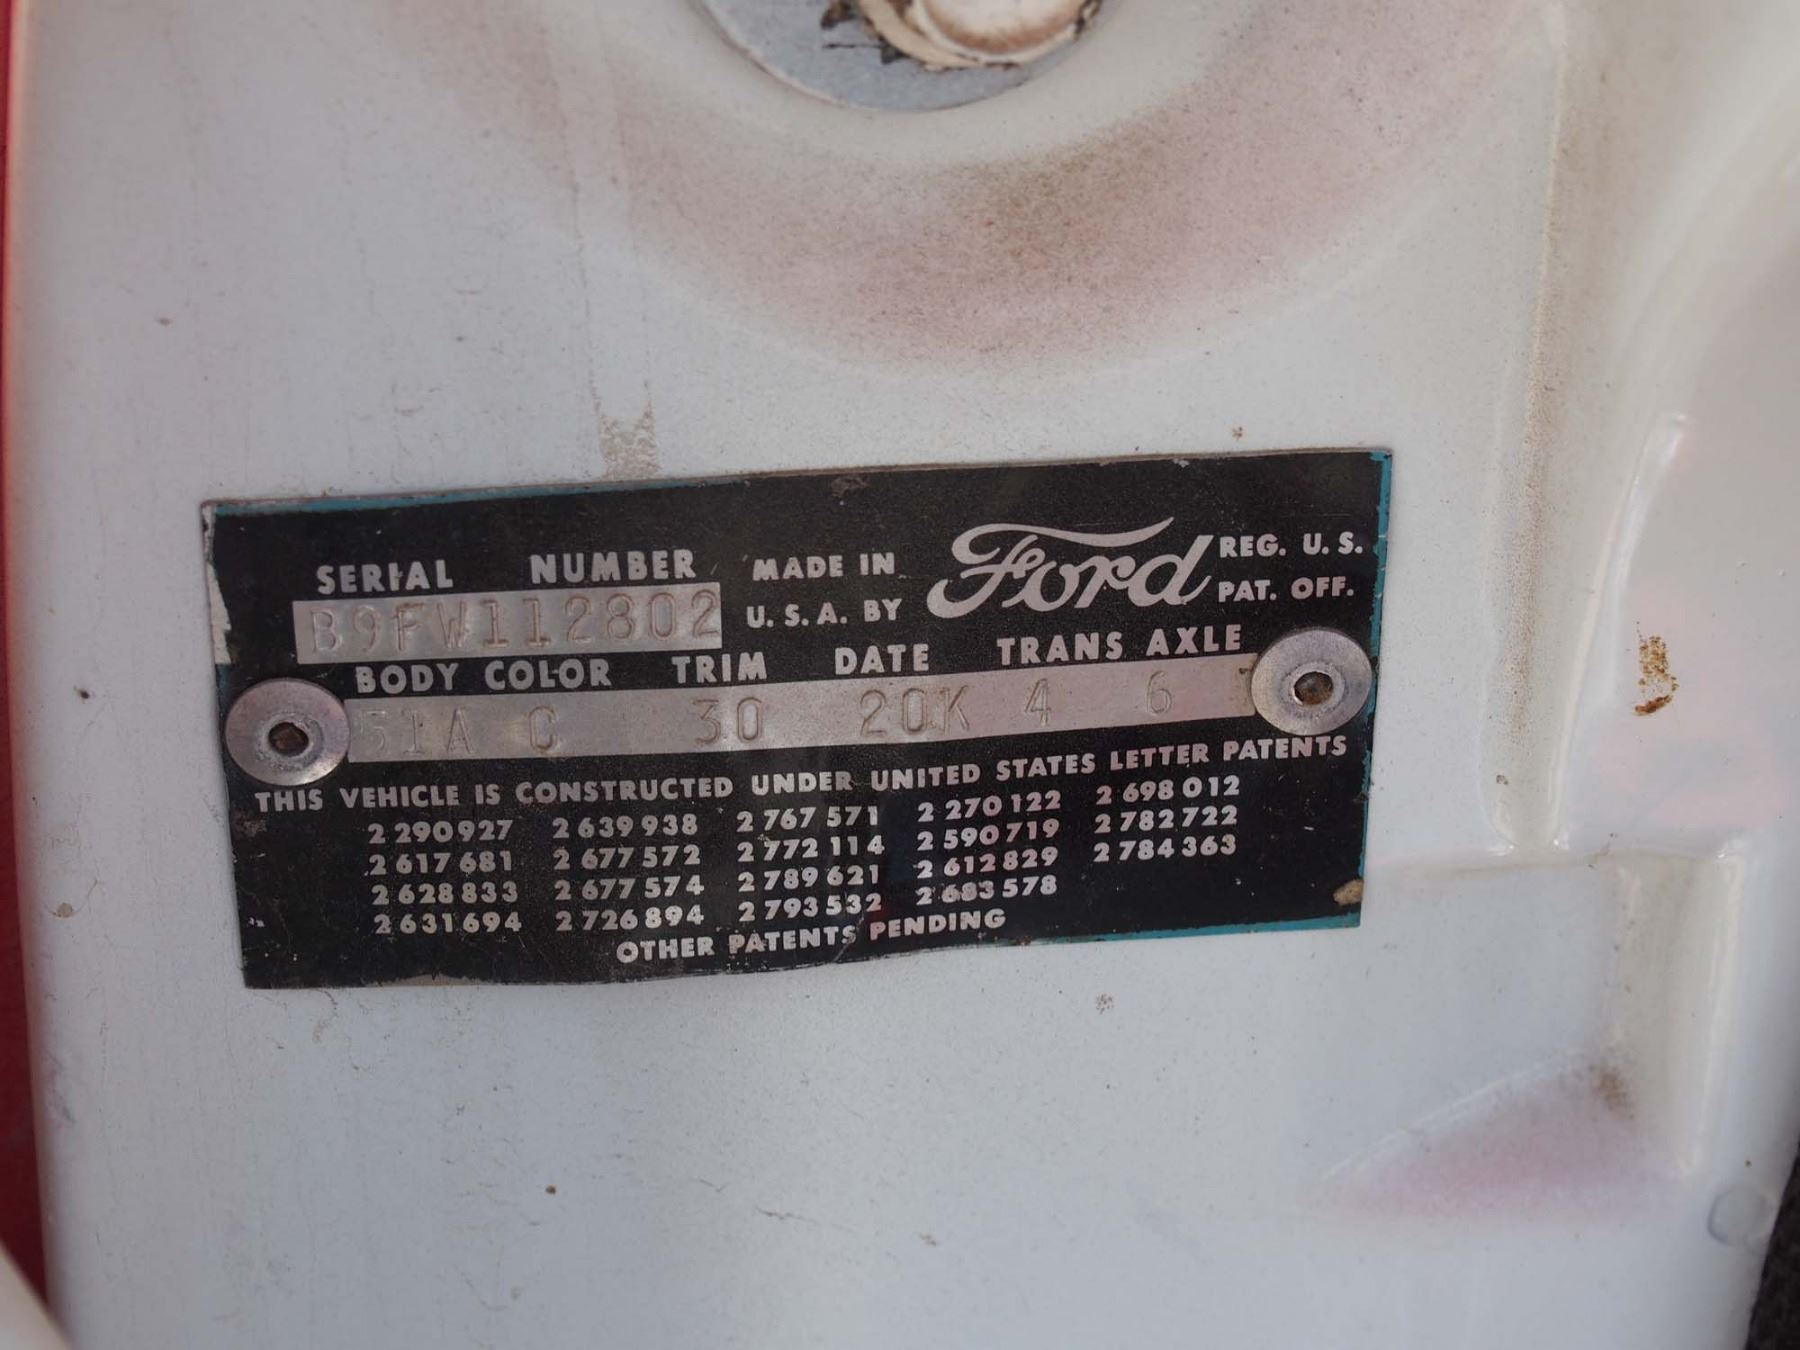 SERIAL NUMBER
B9FW112802
MADE IN
U.S.A. BY
Ford
REG. U.S.
PAT. OFF.
BODY COLOR TRIM DATE TRANS AXLE
51A C 30 20K 4 6
THIS VEHICLE IS CONSTRUCTED UNDER UNITED STATES LETTER PATENTS
2 290 927 2 639 938 2 767 571 2 270 122 2 698 012
2 617 681 2 677 572 2 772 114 2 590 719 2 782 722
2 628 833 2 677 574 2 789 621 2 612 829 2 784 363
2 631 694 2 726 894 2 793 532 2 683 578
OTHER PATENTS PENDING